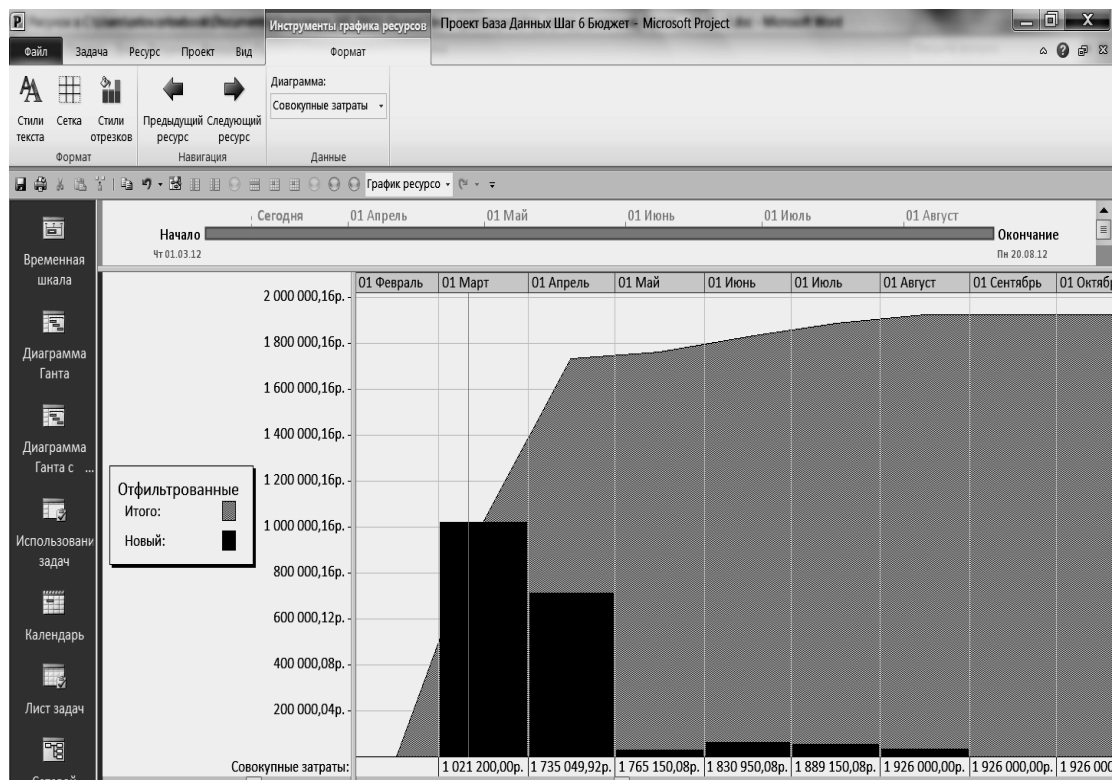 Инструменты графика ресурсов
Проект База Данных Шаг 6 Бюджет - Microsoft Project
Файл Задача Ресурс Проект Вид Формат
Диаграмма:
Совокупные затраты
Стили текста
Сетка
Стили отрезков
Предыдущий ресурс
Следующий ресурс
Формат Навигация Данные
График ресурсо
Сегодня 01 Апрель 01 Май 01 Июнь 01 Июль 01 Август
Начало
Чт 01.03.12
Окончание
Пн 20.08.12
Временная
шкала
Диаграмма
Ганта
Диаграмма
Ганта с ...
Использовани
задач
Календарь
Лист задач
Сетевой
01 Февраль 01 Март 01 Апрель 01 Май 01 Июнь 01 Июль 01 Август 01 Сентябрь 01 Октябр
2 000 000,16р.
1 800 000,16р.
1 600 000,16р.
1 400 000,16р.
1 200 000,16р.
1 000 000,16р.
800 000,16р.
600 000,12р.
400 000,08р.
200 000,04р.
Отфильтрованные
Итого:
Новый:
Совокупные затраты: 1 021 200,00р. 1 735 049,92р. 1 765 150,08р. 1 830 950,08р. 1 889 150,08р. 1 926 000,00р. 1 926 000,00р. 1 926 00